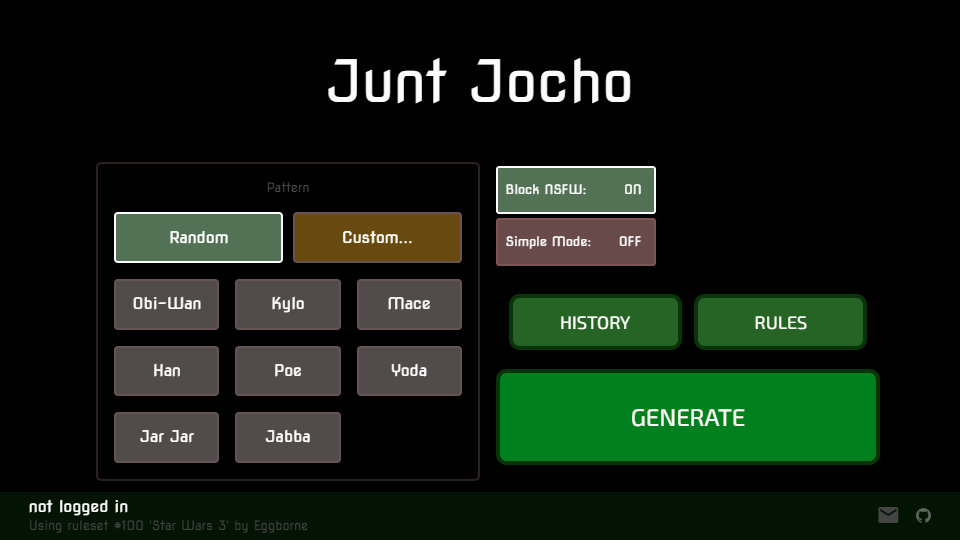 Junt Jocho
Pattern
Random
Custom...
Obi-Wan
Kylo
Mace
Han
Poe
Yoda
Jar Jar
Jabba
Block NSFW: ON
Simple Mode: OFF
HISTORY
RULES
GENERATE
not logged in
Using ruleset #100 'Star Wars 3' by Eggborne